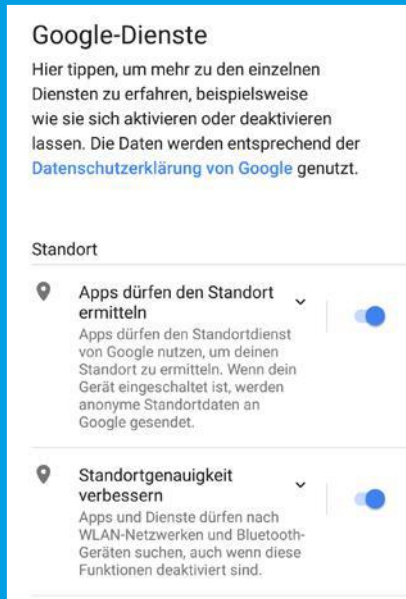 Google-Dienste
Hier tippen, um mehr zu den einzelnen
Diensten zu erfahren, beispielsweise
wie sie sich aktivieren oder deaktivieren
lassen. Die Daten werden entsprechend der
Datenschutzerklärung von Google genutzt.
Standort
Apps dürfen den Standort
ermitteln
Apps dürfen den Standortdienst
von Google nutzen, um deinen
Standort zu ermitteln. Wenn dein
Gerät eingeschaltet ist, werden
anonyme Standortdaten an
Google gesendet.
Standortgenauigkeit
verbessern
Apps und Dienste dürfen nach
WLAN-Netzwerken und Bluetooth-
Geräten suchen, auch wenn diese
Funktionen deaktiviert sind.